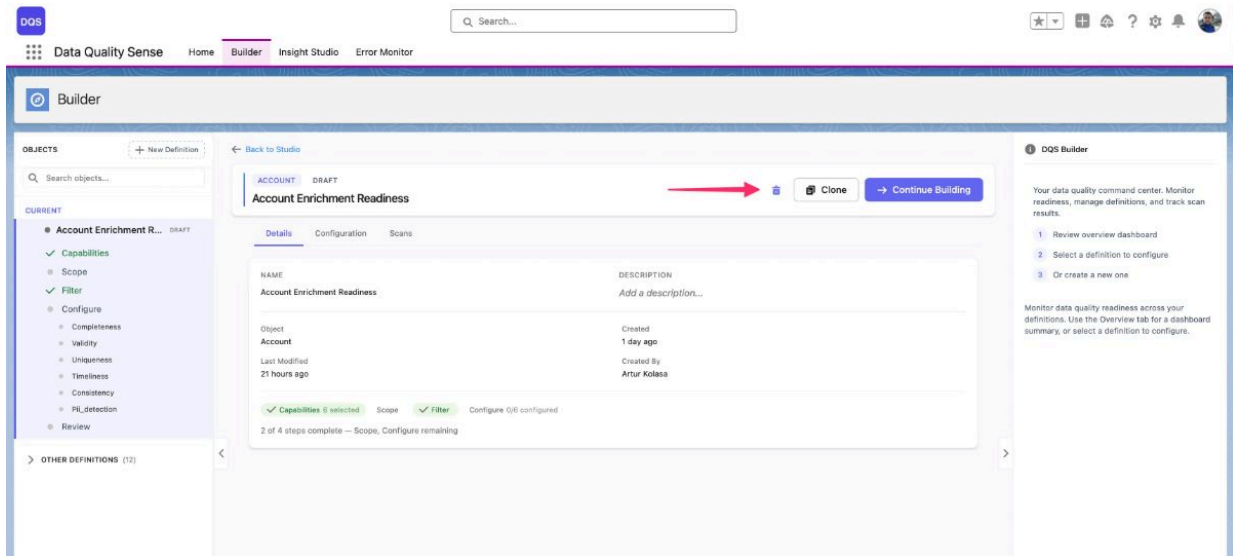 DQS
Search...
Data Quality Sense
Home
Builder
Insight Studio
Error Monitor
Builder
OBJECTS
+ New Definition
Search objects...
CURRENT
Account Enrichment R... DRAFT
Capabilities
Scope
Filter
Configure
Completeness
Validity
Uniqueness
Timeliness
Consistency
Pii_detection
Review
OTHER DEFINITIONS (12)
← Back to Studio
ACCOUNT DRAFT
Account Enrichment Readiness
Clone
→ Continue Building
Details Configuration Scans
NAME
Account Enrichment Readiness
DESCRIPTION
Add a description...
Object
Account
Created
1 day ago
Last Modified
21 hours ago
Created By
Artur Kolasa
Capabilities 6 selected Scope Filter Configure 0/6 configured
2 of 4 steps complete — Scope, Configure remaining
DQS Builder
Your data quality command center. Monitor
readiness, manage definitions, and track scan
results.
1 Review overview dashboard
2 Select a definition to configure
3 Or create a new one
Monitor data quality readiness across your
definitions. Use the Overview tab for a dashboard
summary, or select a definition to configure.